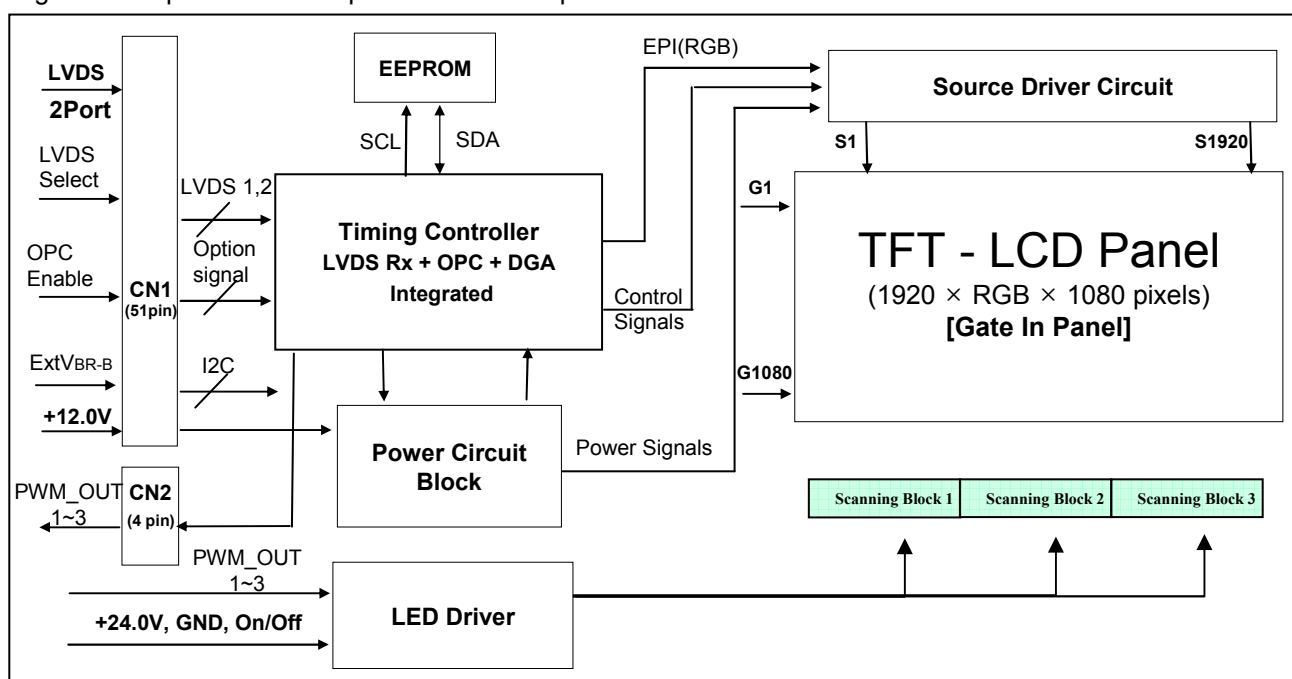 EEPROM
EPI(RGB)
Source Driver Circuit
LVDS
2Port
SCL
SDA
S1
S1920
LVDS
Select
LVDS 1,2
G1
Timing Controller
LVDS Rx + OPC + DGA
Integrated
TFT - LCD Panel
(1920 × RGB × 1080 pixels)
[Gate In Panel]
OPC
Enable
Option
signal
CN1
(51pin)
Control
Signals
ExtVBR-B
I2C
G1080
+12.0V
Power Circuit
Block
Power Signals
PWM_OUT
1~3
CN2
(4 pin)
Scanning Block 1
Scanning Block 2
Scanning Block 3
PWM_OUT
1~3
LED Driver
+24.0V, GND, On/Off